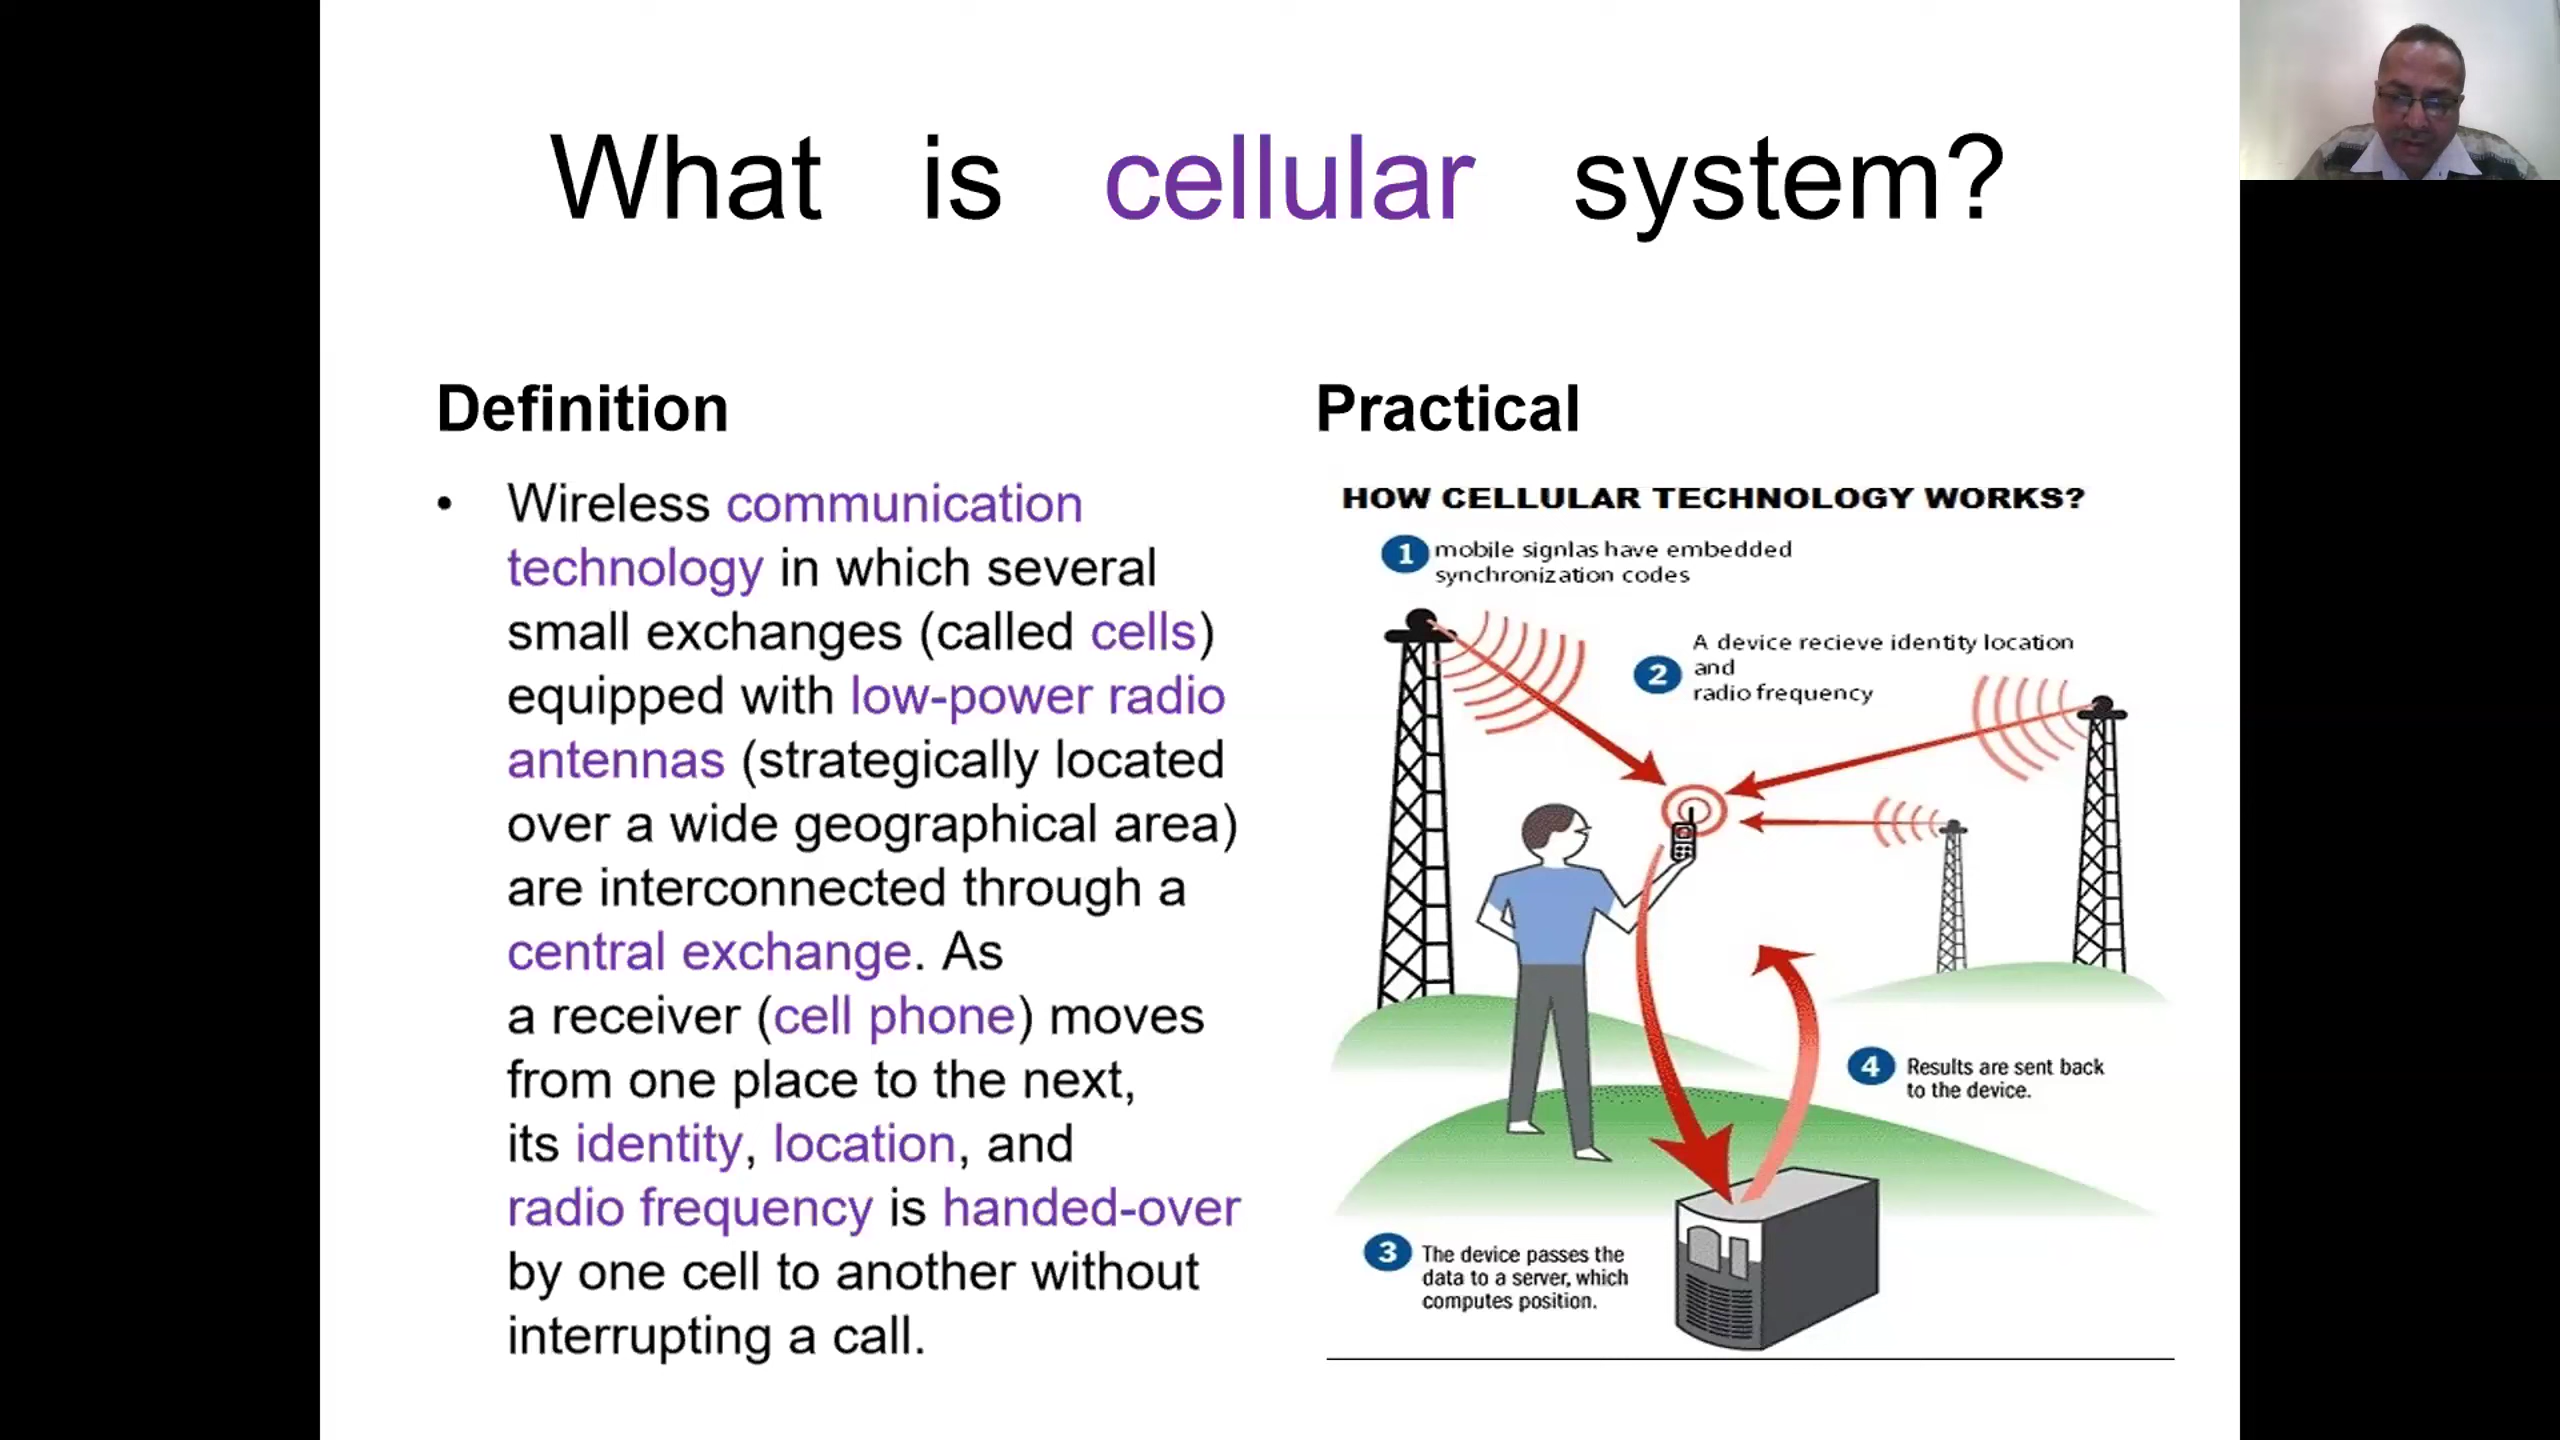 What is cellular system?
Definition
• Wireless communication
technology in which several
small exchanges (called cells)
equipped with low-power radio
antennas (strategically located
over a wide geographical area)
are interconnected through a
central exchange. As
a receiver (cell phone) moves
from one place to the next,
its identity, location, and
radio frequency is handed-over
by one cell to another without
interrupting a call.
Practical
HOW CELLULAR TECHNOLOGY WORKS?
1 mobile signlas have embedded
synchronization codes
2 A device recieve identity location
and
radio frequency
4 Results are sent back
to the device.
3 The device passes the
data to a server, which
computes position.